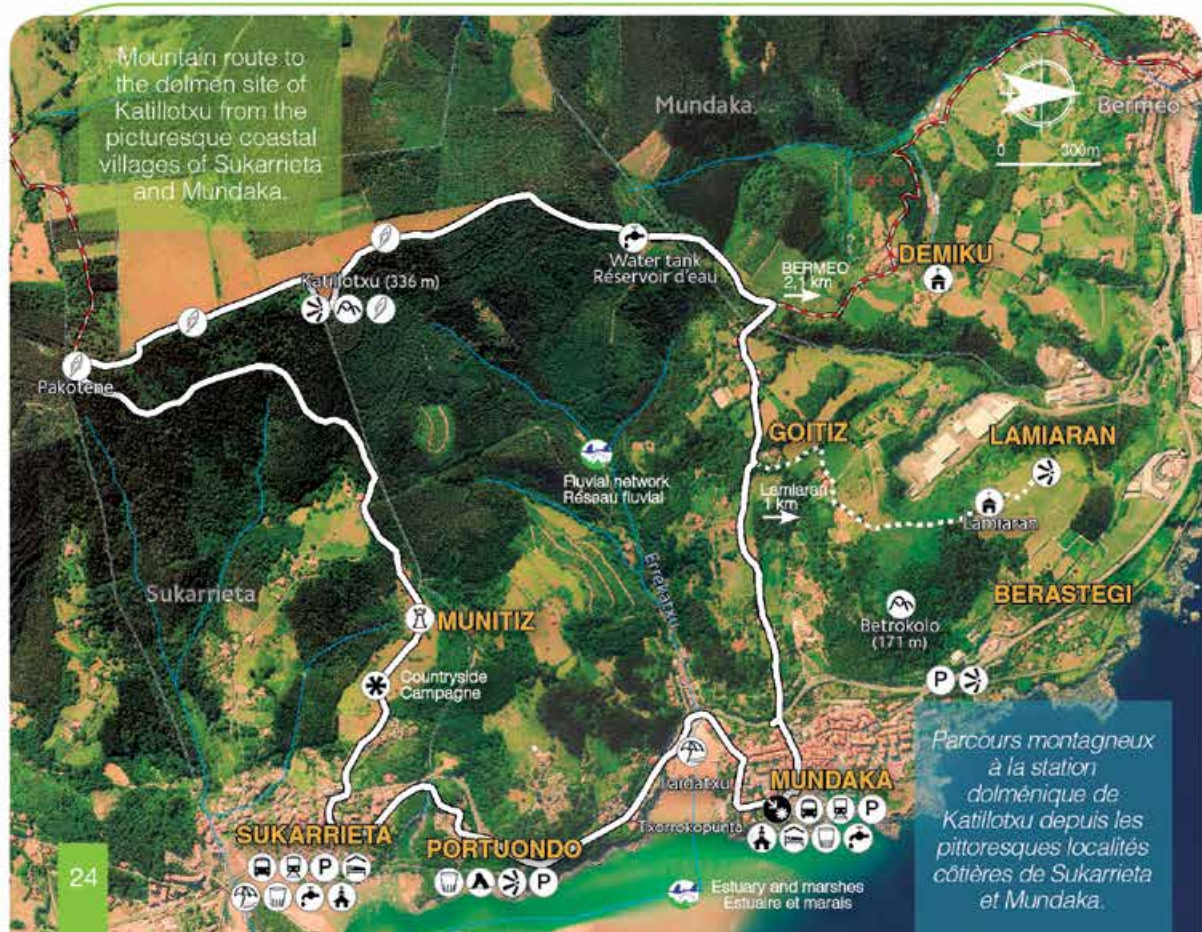 Mountain route to
the dolmen site of
Katillotxu from the
picturesque coastal
villages of Sukarrieta
and Mundaka.
Mundaka
Bermeo
0 300m
DEMIKU
Water tank
Réservoir d'eau
BERMEO
2,1 km
Katillotxu (336 m)
Pakotene
GOITIZ
LAMIARAN
Fluvial network
Réseau fluvial
Lamiaran
1 km
Lamiaran
Errekatxu
Sukarrieta
MUNITIZ
BERASTEGI
Betrokolo
(171 m)
Countryside
Campagne
P
Laidatxu
MUNDAKA
P
Txorrokopunta
SUKARRIETA
P
PORTUONDO
P
Estuary and marshes
Estuaire et marais
Parcours montagneux
à la station
dolménique de
Katillotxu depuis les
pittoresques localités
côtières de Sukarrieta
et Mundaka.
24